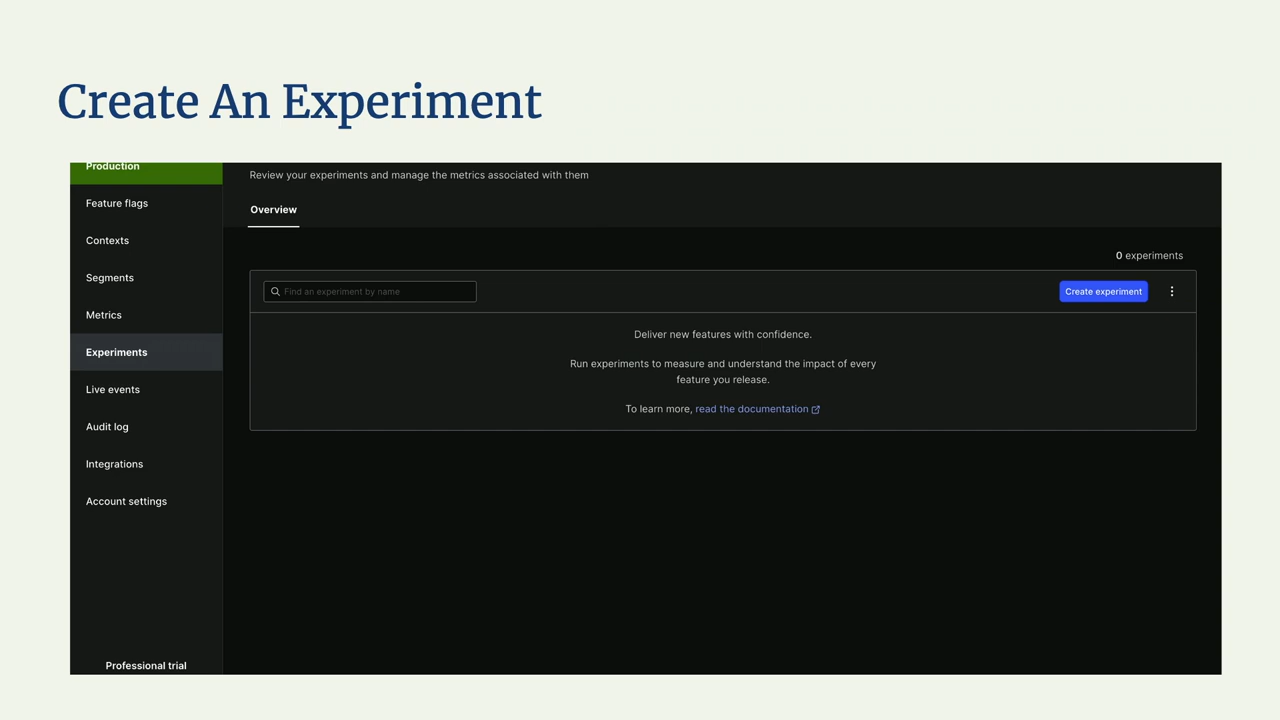 Create An Experiment
Production
Feature flags
Contexts
Segments
Metrics
Experiments
Live events
Audit log
Integrations
Account settings
Professional trial
Review your experiments and manage the metrics associated with them
Overview
0 experiments
Find an experiment by name
Create experiment
Deliver new features with confidence.
Run experiments to measure and understand the impact of every
feature you release.
To learn more, read the documentation